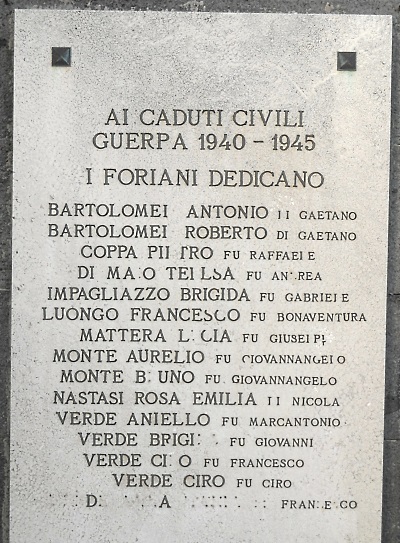 AI CADUTI CIVILI
GUERRA 1940 - 1945
I FORIANI DEDICANO
BARTOLOMEI ANTONIO DI GAETANO
BARTOLOMEI ROBERTO DI GAETANO
COPPA PIETRO FU RAFFAELE
DI MAIO TERESA FU ANDREA
IMPAGLIAZZO BRIGIDA FU GABRIELE
LUONGO FRANCESCO FU BONAVENTURA
MATTERA LUCIA FU GIUSEPPE
MONTE AURELIO FU GIOVANNANGELO
MONTE BRUNO FU GIOVANNANGELO
NASTASI ROSA EMILIA DI NICOLA
VERDE ANIELLO FU MARCANTONIO
VERDE BRIGIDA FU GIOVANNI
VERDE CIRO FU FRANCESCO
VERDE CIRO FU CIRO
FRANCESCO